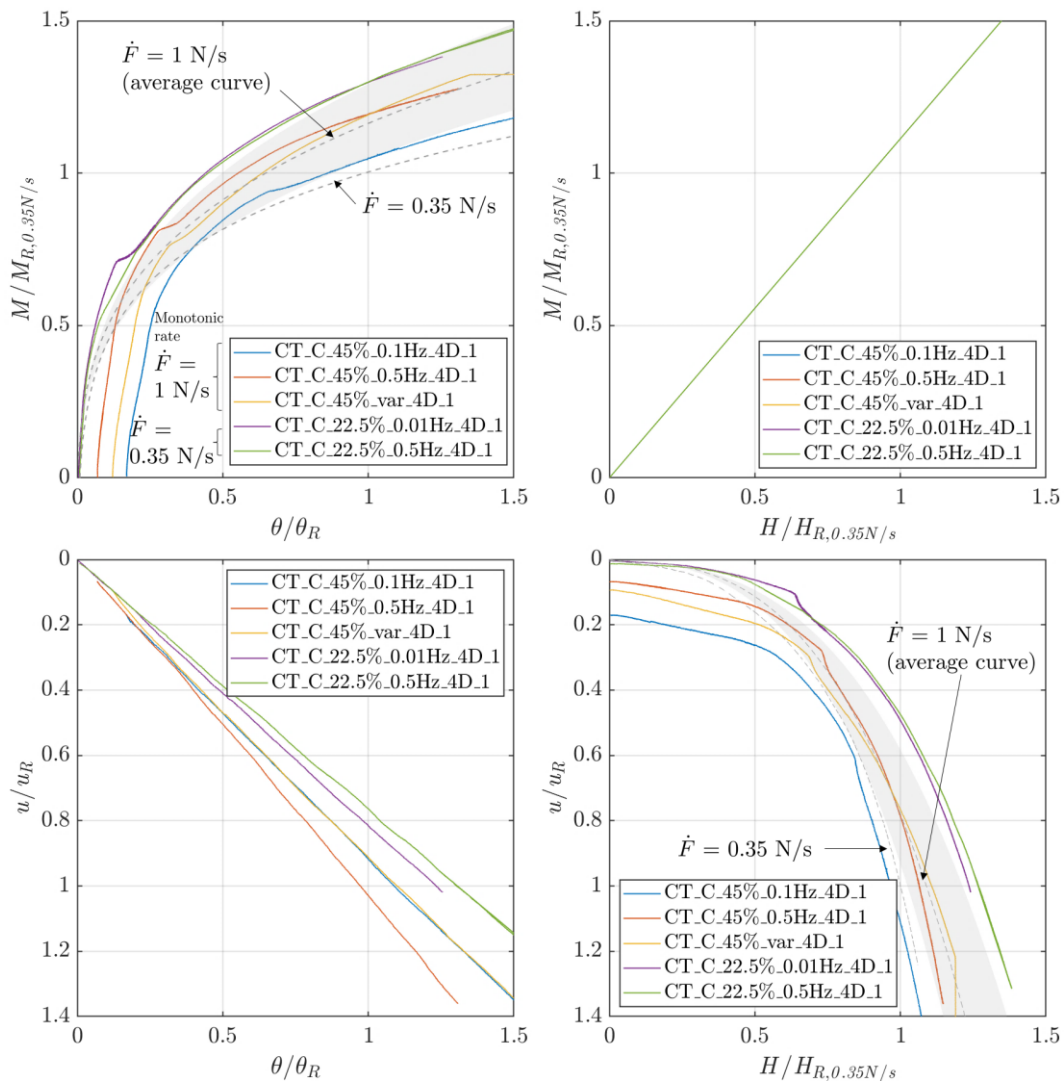 1.5
1
0.5
0
M/M_{R,0.35N/s}
Ḟ = 1 N/s
(average curve)
Ḟ = 0.35 N/s
Monotonic
rate
Ḟ =
1 N/s
Ḟ =
0.35 N/s
CT_C_45%_0.1Hz_4D_1
CT_C_45%_0.5Hz_4D_1
CT_C_45%_var_4D_1
CT_C_22.5%_0.01Hz_4D_1
CT_C_22.5%_0.5Hz_4D_1
0 0.5 1 1.5
θ/θ_R
1.5
1
0.5
0
M/M_{R,0.35N/s}
CT_C_45%_0.1Hz_4D_1
CT_C_45%_0.5Hz_4D_1
CT_C_45%_var_4D_1
CT_C_22.5%_0.01Hz_4D_1
CT_C_22.5%_0.5Hz_4D_1
0 0.5 1 1.5
H/H_{R,0.35N/s}
0
0.2
0.4
0.6
0.8
1
1.2
1.4
u/u_R
CT_C_45%_0.1Hz_4D_1
CT_C_45%_0.5Hz_4D_1
CT_C_45%_var_4D_1
CT_C_22.5%_0.01Hz_4D_1
CT_C_22.5%_0.5Hz_4D_1
0 0.5 1 1.5
θ/θ_R
0
0.2
0.4
0.6
0.8
1
1.2
1.4
u/u_R
Ḟ = 1 N/s
(average curve)
Ḟ = 0.35 N/s
CT_C_45%_0.1Hz_4D_1
CT_C_45%_0.5Hz_4D_1
CT_C_45%_var_4D_1
CT_C_22.5%_0.01Hz_4D_1
CT_C_22.5%_0.5Hz_4D_1
0 0.5 1 1.5
H/H_{R,0.35N/s}